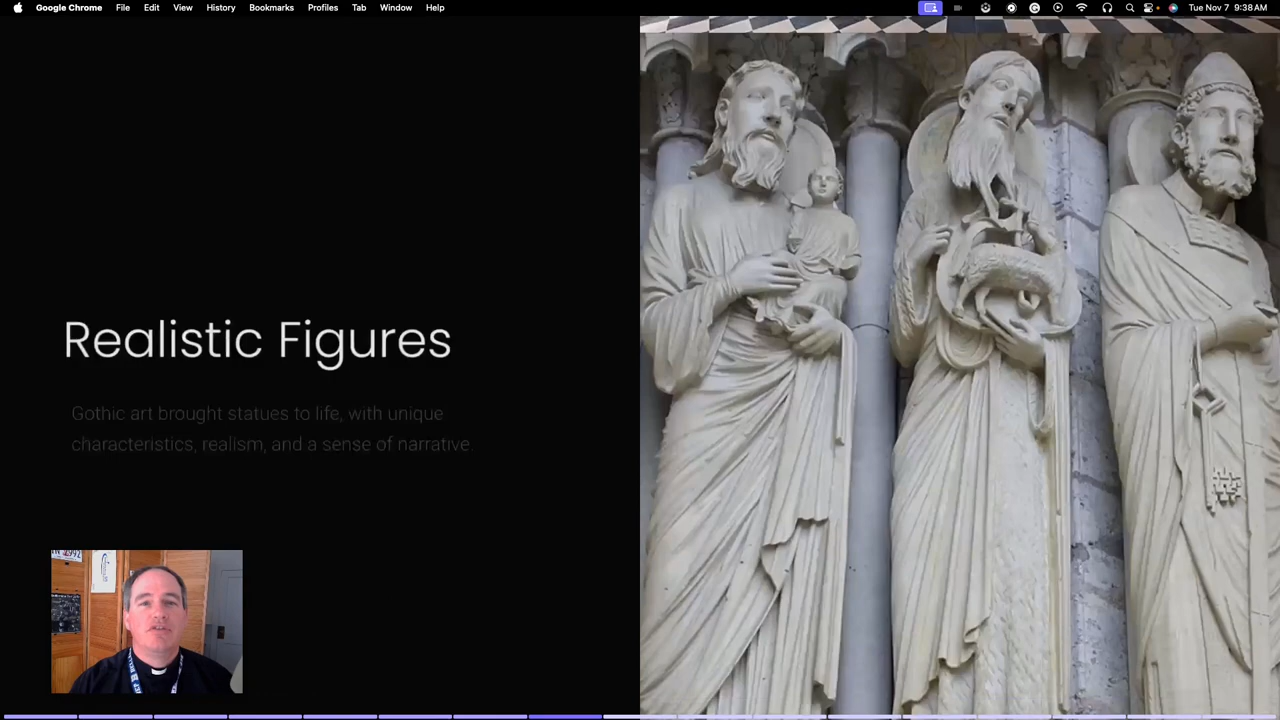 Google Chrome File Edit View History Bookmarks Profiles Tab Window Help Tue Nov 7 9:38 AM
Realistic Figures
Gothic art brought statues to life, with unique
characteristics, realism, and a sense of narrative.